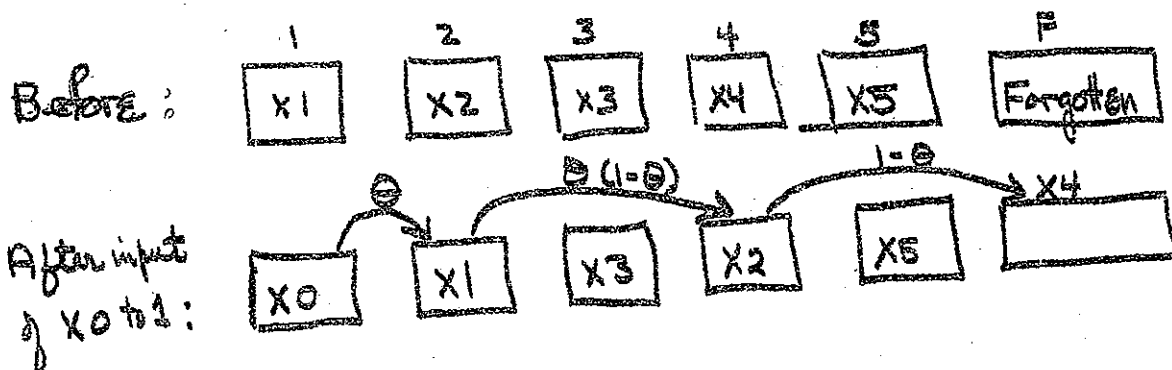 1 2 3 4 5 F
Before: X1 X2 X3 X4 X5 Forgotten
θ θ(1-θ) 1-θ X4
After input X0 X1 X3 X2 X5
of X0 to 1: